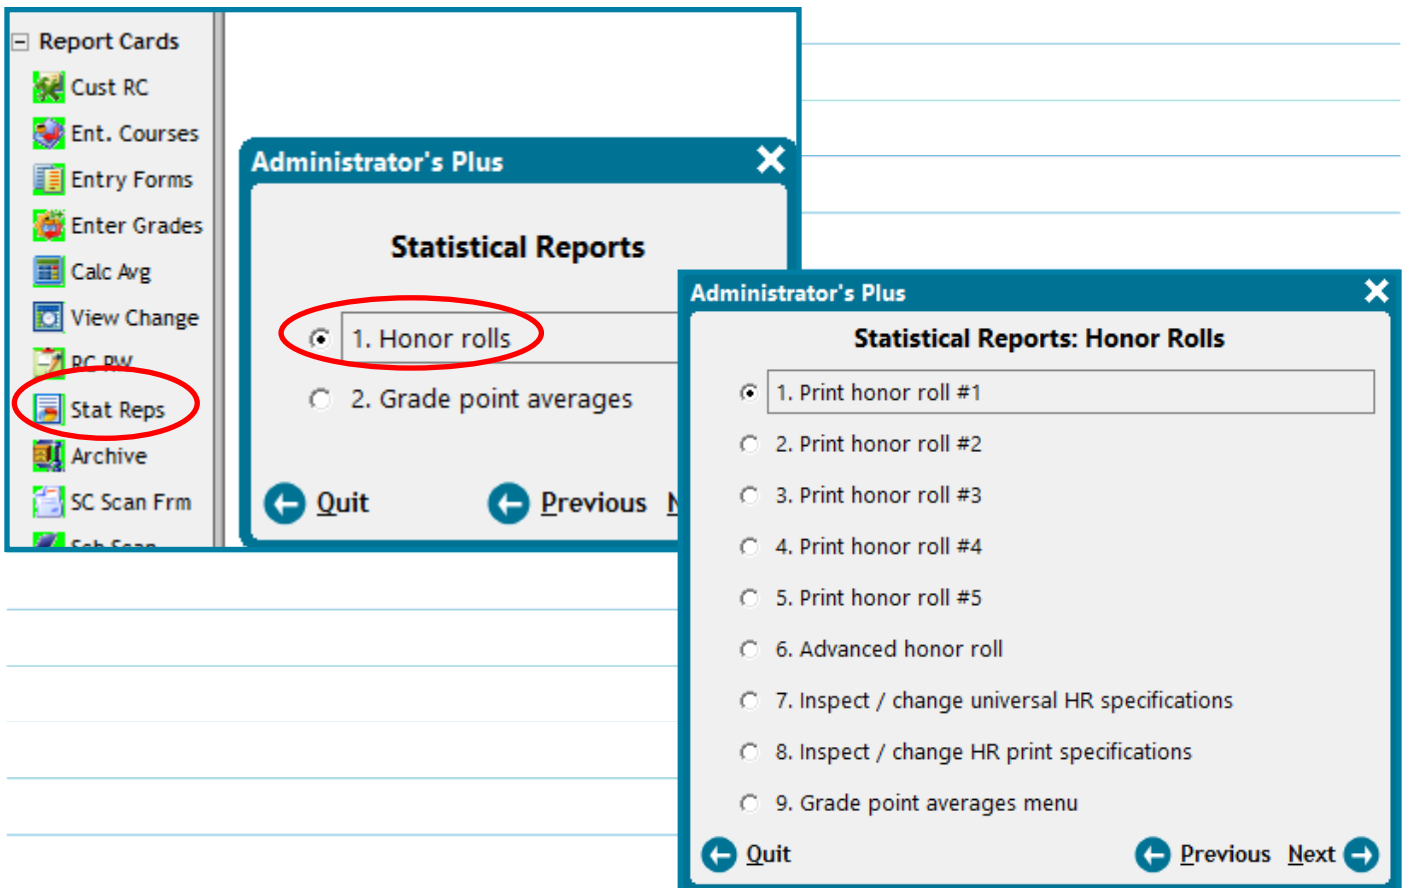 Report Cards
Cust RC
Ent. Courses
Entry Forms
Enter Grades
Calc Avg
View Change
RC RW
Stat Reps
Archive
SC Scan Frm
Administrator's Plus
Statistical Reports
1. Honor rolls
2. Grade point averages
Quit
Previous
Administrator's Plus
Statistical Reports: Honor Rolls
1. Print honor roll #1
2. Print honor roll #2
3. Print honor roll #3
4. Print honor roll #4
5. Print honor roll #5
6. Advanced honor roll
7. Inspect / change universal HR specifications
8. Inspect / change HR print specifications
9. Grade point averages menu
Quit
Previous Next